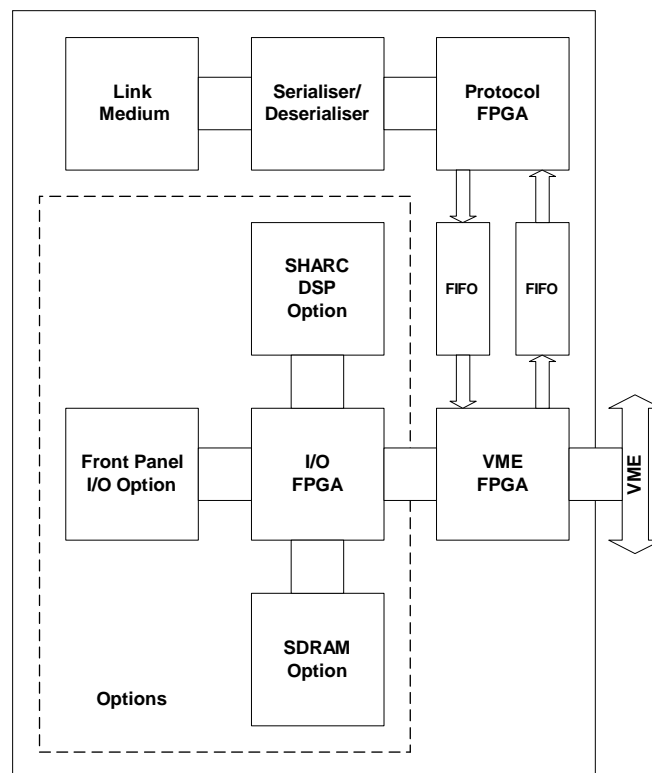 Link
Medium
Serialiser/
Deserialiser
Protocol
FPGA
SHARC
DSP
Option
FIFO
FIFO
Front Panel
I/O Option
I/O
FPGA
VME
FPGA
VME
SDRAM
Option
Options